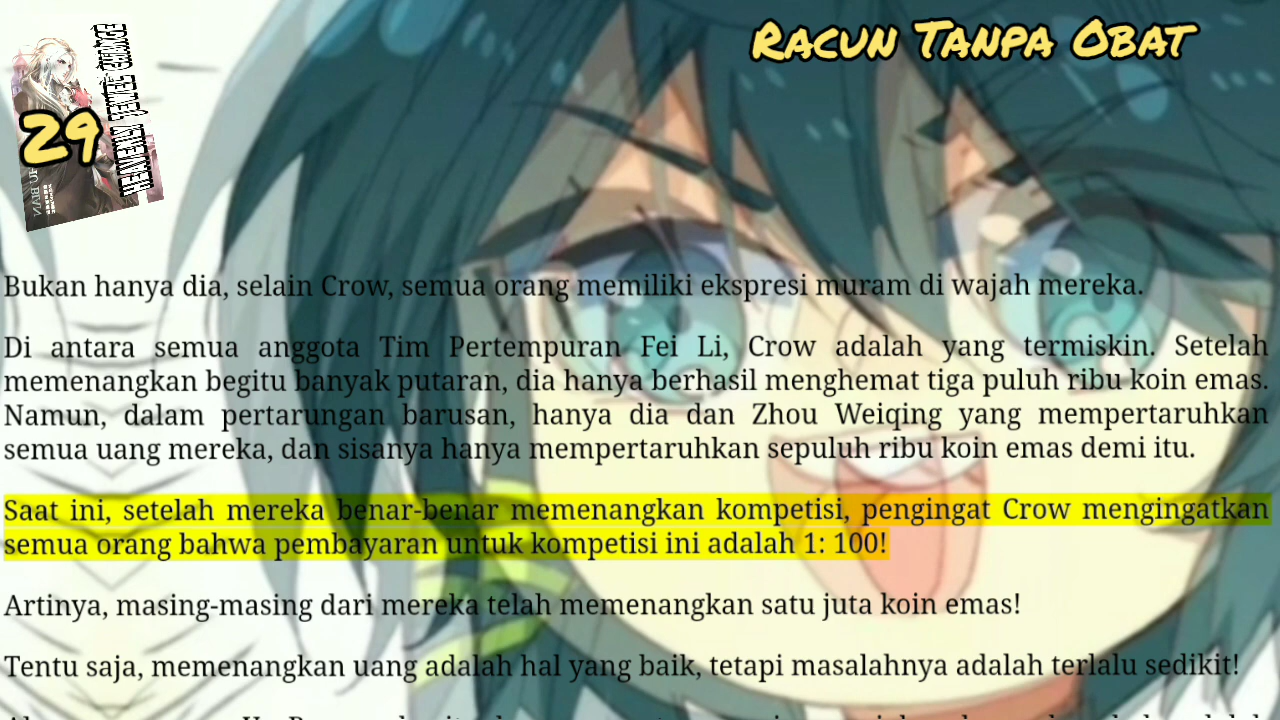 Racun Tanpa Obat
29
Bukan hanya dia, selain Crow, semua orang memiliki ekspresi muram di wajah mereka.
Di antara semua anggota Tim Pertempuran Fei Li, Crow adalah yang termiskin. Setelah
memenangkan begitu banyak putaran, dia hanya berhasil menghemat tiga puluh ribu koin emas.
Namun, dalam pertarungan barusan, hanya dia dan Zhou Weiqing yang mempertaruhkan
semua uang mereka, dan sisanya hanya mempertaruhkan sepuluh ribu koin emas demi itu.
Saat ini, setelah mereka benar-benar memenangkan kompetisi, pengingat Crow mengingatkan
semua orang bahwa pembayaran untuk kompetisi ini adalah 1: 100!
Artinya, masing-masing dari mereka telah memenangkan satu juta koin emas!
Tentu saja, memenangkan uang adalah hal yang baik, tetapi masalahnya adalah terlalu sedikit!